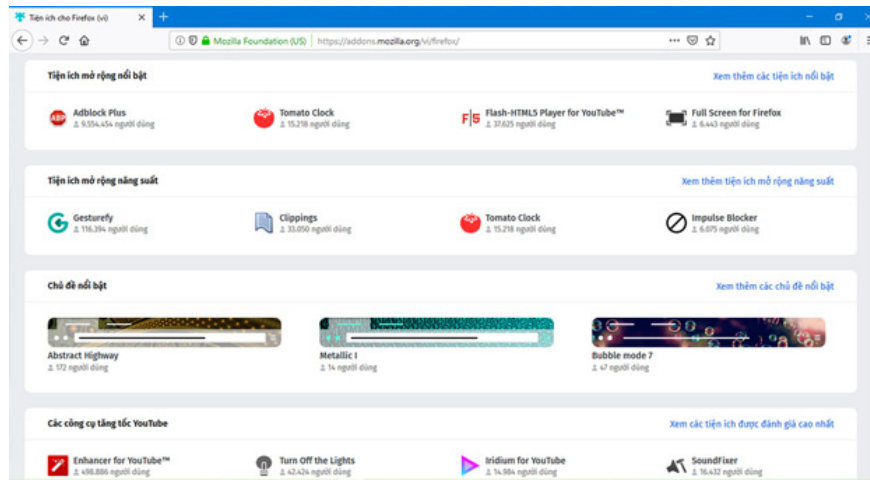 Tiện ích cho Firefox (vi)
Mozilla Foundation (US) https://addons.mozilla.org/vi/firefox/
Tiện ích mở rộng nổi bật Xem thêm các tiện ích nổi bật
ABP Adblock Plus Tomato Clock F|5 Flash-HTML5 Player for YouTube™ Full Screen for Firefox
9.554.454 người dùng 15.218 người dùng 37.625 người dùng 6.443 người dùng
Tiện ích mở rộng năng suất Xem thêm tiện ích mở rộng năng suất
Gesturefy Clippings Tomato Clock Impulse Blocker
116.394 người dùng 33.050 người dùng 15.218 người dùng 6.075 người dùng
Chủ đề nổi bật Xem thêm các chủ đề nổi bật
Abstract Highway Metallic I Bubble mode 7
172 người dùng 14 người dùng 47 người dùng
Các công cụ tăng tốc YouTube Xem các tiện ích được đánh giá cao nhất
Enhancer for YouTube™ Turn Off the Lights Iridium for YouTube SoundFixer
498.886 người dùng 42.424 người dùng 14.984 người dùng 16.432 người dùng